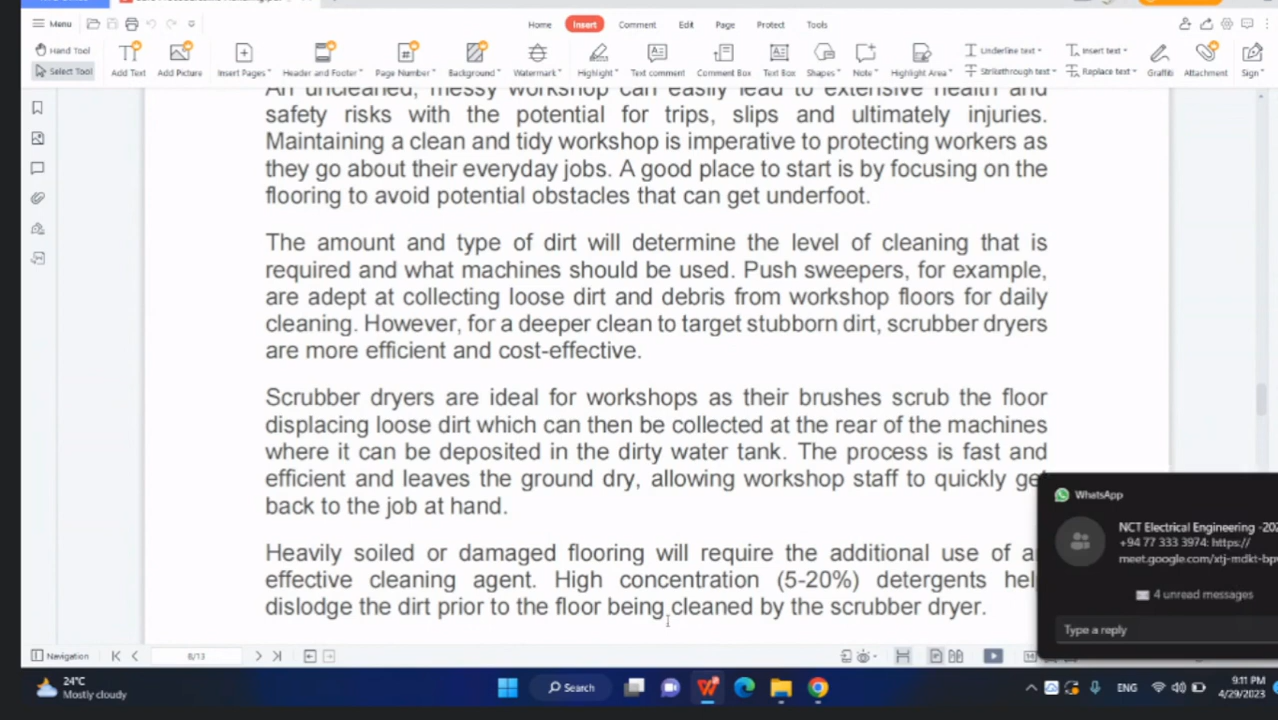 Menu
Home
Insert
Comment
Edit
Page
Protect
Tools
Hand Tool
Select Tool
Add Text
Add Picture
Insert Pages
Header and Footer
Page Number
Background
Watermark
Highlight
Text comment
Comment Box
Text Box
Shapes
Note
Highlight Area
Underline text
Strikethrough text
Insert text
Replace text
Graffiti
Attachment
Sign
An uncleaned, messy workshop can easily lead to extensive health and
safety risks with the potential for trips, slips and ultimately injuries.
Maintaining a clean and tidy workshop is imperative to protecting workers as
they go about their everyday jobs. A good place to start is by focusing on the
flooring to avoid potential obstacles that can get underfoot.
The amount and type of dirt will determine the level of cleaning that is
required and what machines should be used. Push sweepers, for example,
are adept at collecting loose dirt and debris from workshop floors for daily
cleaning. However, for a deeper clean to target stubborn dirt, scrubber dryers
are more efficient and cost-effective.
Scrubber dryers are ideal for workshops as their brushes scrub the floor
displacing loose dirt which can then be collected at the rear of the machines
where it can be deposited in the dirty water tank. The process is fast and
efficient and leaves the ground dry, allowing workshop staff to quickly ge
back to the job at hand.
Heavily soiled or damaged flooring will require the additional use of a
effective cleaning agent. High concentration (5-20%) detergents hel
dislodge the dirt prior to the floor being cleaned by the scrubber dryer.
WhatsApp
NCT Electrical Engineering -202
+94 77 333 3974: https://
meet.google.com/xtj-mdkt-bp
4 unread messages
Type a reply
Navigation
8/13
24°C
Mostly cloudy
Search
ENG
9:11 PM
4/29/2023